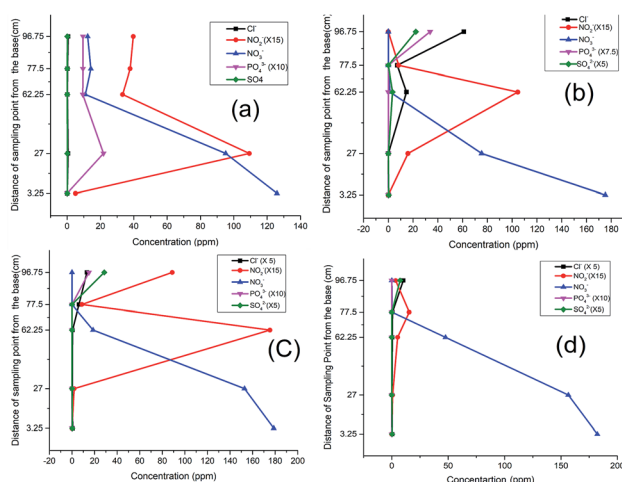 Cl⁻
NO₂⁻(X15)
NO₃⁻
PO₄³⁻ (X10)
SO4
96.75
77.5
62.25
27
3.25
(a)
Distance of sampling point from the base(cm)
-20 0 20 40 60 80 100 120 140
Concentration (ppm)
Cl⁻
NO₂⁻(X15)
NO₃⁻
PO₄³⁻ (X7.5)
SO₄²⁻(X5)
96.75
77.5
62.25
27
3.25
(b)
Distance of sampling point from the base(cm)
-20 0 20 40 60 80 100 120 140 160 180
Concentration (ppm)
Cl⁻ (X 5)
NO₂⁻(X15)
NO₃⁻
PO₄³⁻ (X10)
SO₄²⁻(X5)
96.75
77.5
62.25
27
3.25
(C)
Distance of sampling point from the base(cm)
-20 0 20 40 60 80 100 120 140 160 180 200
Concentration (ppm)
Cl⁻ (X 5)
NO₂⁻(X15)
NO₃⁻
PO₄³⁻ (X10)
SO₄²⁻(X5)
96.75
77.5
62.25
27
3.25
(d)
Distance of Sampling Point from the base(cm)
0 50 100 150 200
Concentartion (ppm)